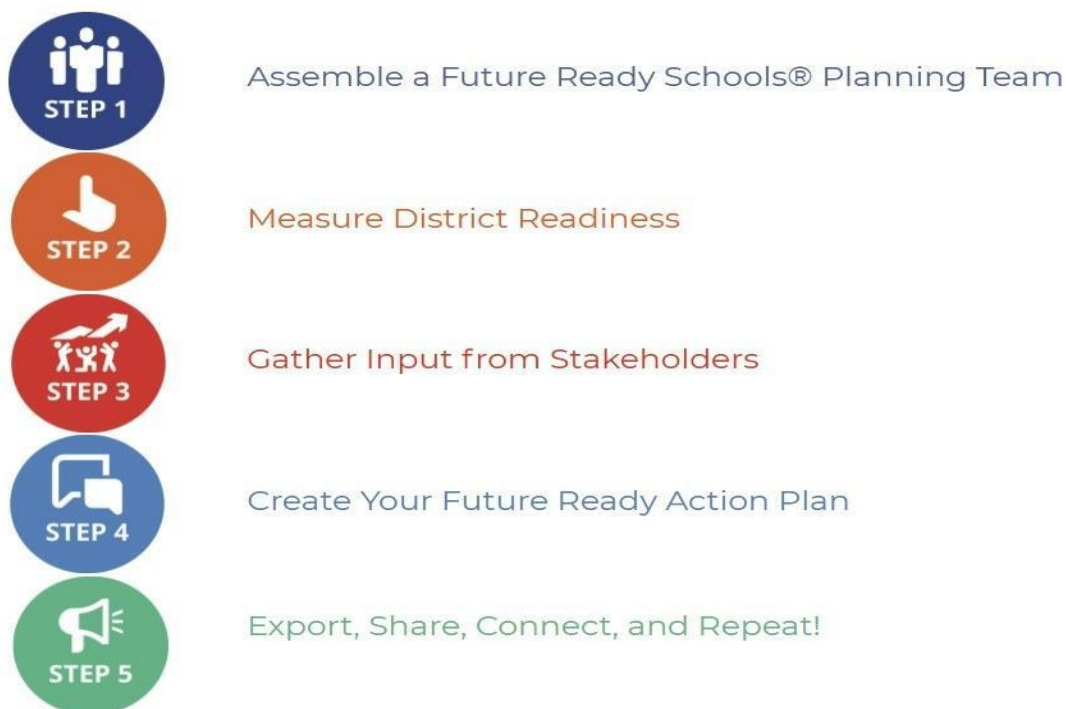 STEP 1
Assemble a Future Ready Schools® Planning Team
STEP 2
Measure District Readiness
STEP 3
Gather Input from Stakeholders
STEP 4
Create Your Future Ready Action Plan
STEP 5
Export, Share, Connect, and Repeat!